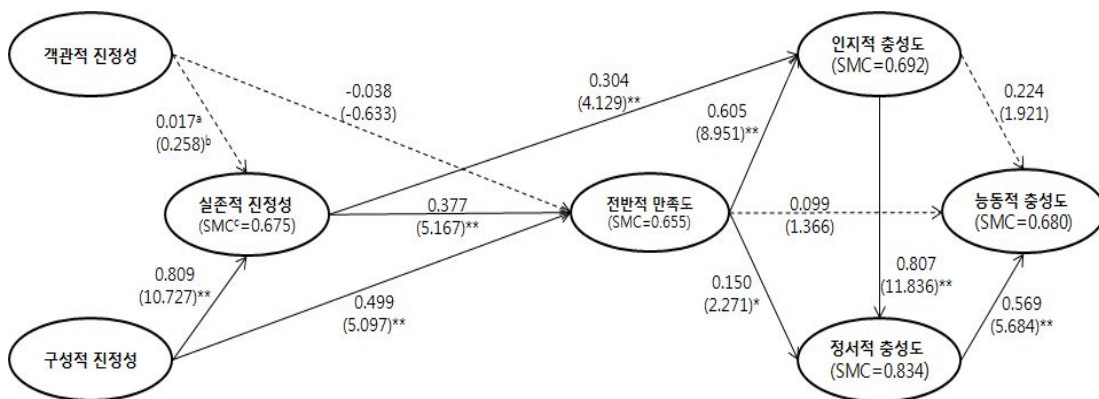 객관적 진정성
인지적 충성도
(SMC=0.692)
0.304
(4.129)**
-0.038
(-0.633)
0.605
(8.951)**
0.224
(1.921)
0.017ᵃ
(0.258)ᵇ
실존적 진정성
(SMCᶜ=0.675)
0.377
(5.167)**
전반적 만족도
(SMC=0.655)
0.099
(1.366)
능동적 충성도
(SMC=0.680)
0.809
(10.727)**
0.499
(5.097)**
0.150
(2.271)*
0.807
(11.836)**
0.569
(5.684)**
구성적 진정성
정서적 충성도
(SMC=0.834)